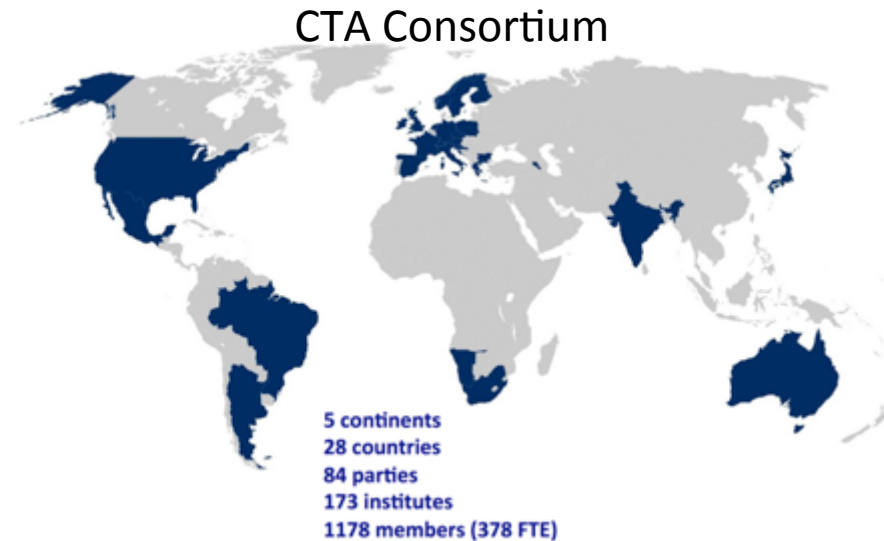 CTA Consortium
5 continents
28 countries
84 parties
173 institutes
1178 members (378 FTE)